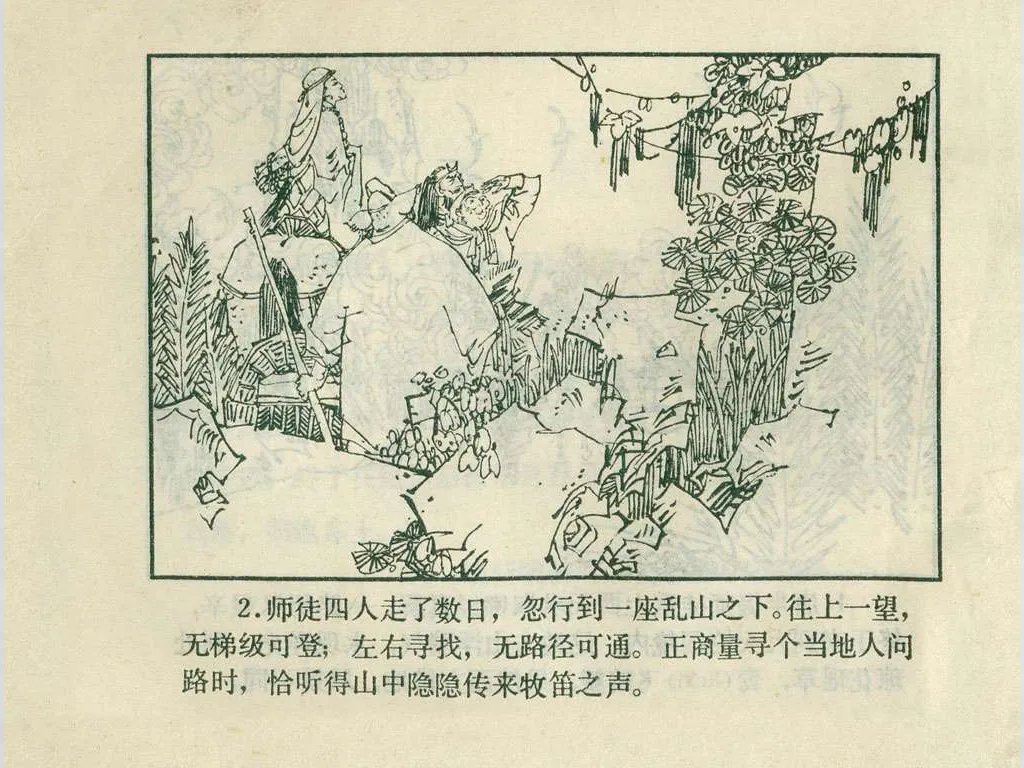 2.师徒四人走了数日，忽行到一座乱山之下。往上一望，
无梯级可登；左右寻找，无路径可通。正商量寻个当地人问
路时，恰听得山中隐隐传来牧笛之声。